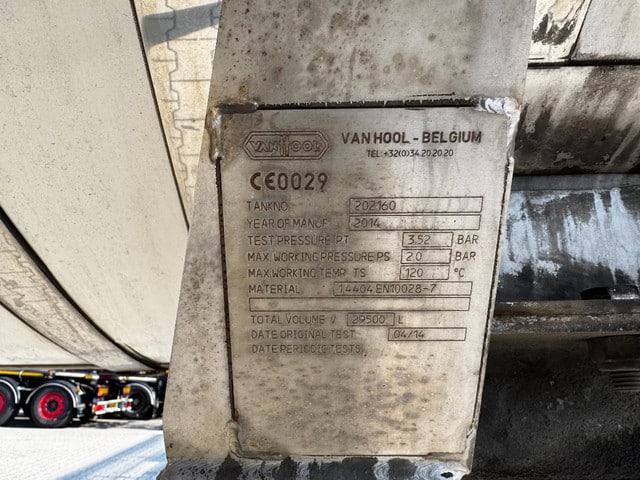 VAN HOOL
VAN HOOL - BELGIUM
TEL: +32(0)34 20 20 20
CE0029
TANKNO 202160
YEAR OF MANUF 2014
TEST PRESSURE PT 3.52 BAR
MAX. WORKING PRESSURE PS 2.0 BAR
MAX. WORKING TEMP TS 120 °C
MATERIAL 1.4404 EN10028-7
TOTAL VOLUME V 29500 L
DATE ORIGINAL TEST 04/14
DATE PERIODIC TESTS